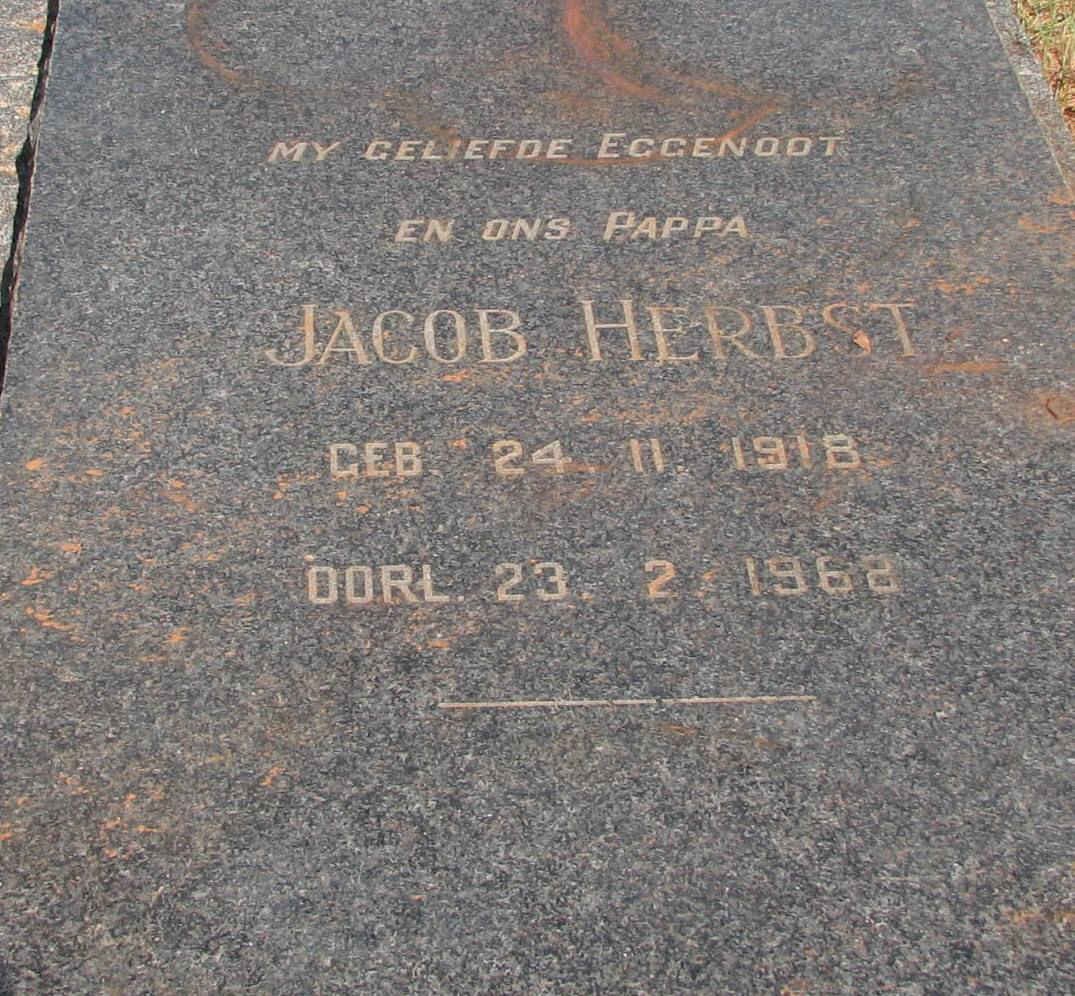 MY GELIEFDE EGGENOOT
EN ONS PAPPA
JACOB HERBST
GEB. 24. 11. 1918.
OORL. 23. 2. 1968